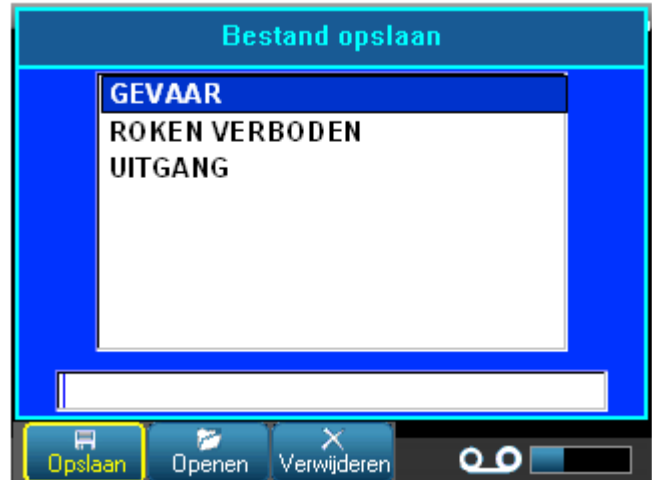 Bestand opslaan
GEVAAR
ROKEN VERBODEN
UITGANG
Opslaan
Openen
Verwijderen